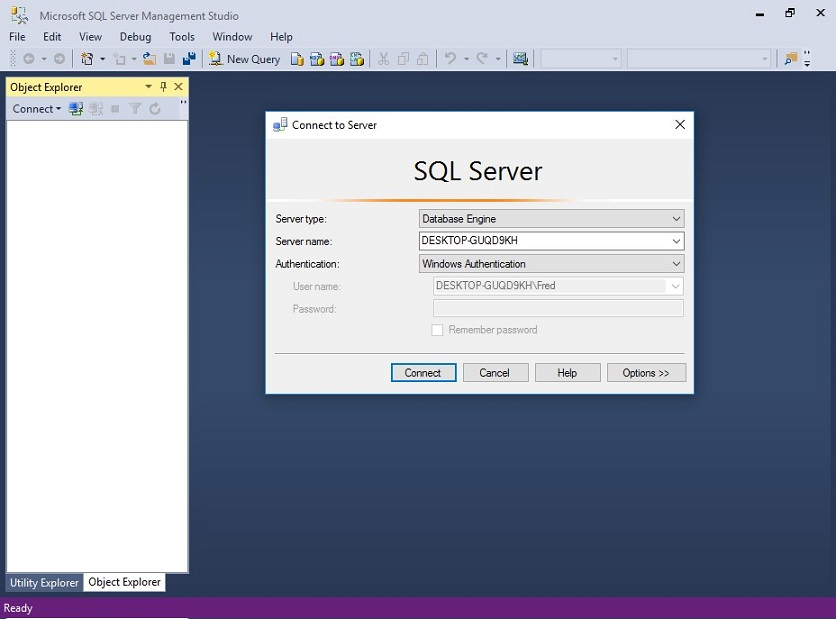 Microsoft SQL Server Management Studio
File Edit View Debug Tools Window Help
New Query
Object Explorer
Connect
Connect to Server
SQL Server
Server type: Database Engine
Server name: DESKTOP-GUQD9KH
Authentication: Windows Authentication
User name: DESKTOP-GUQD9KH\Fred
Password:
Remember password
Connect Cancel Help Options >>
Utility Explorer Object Explorer
Ready